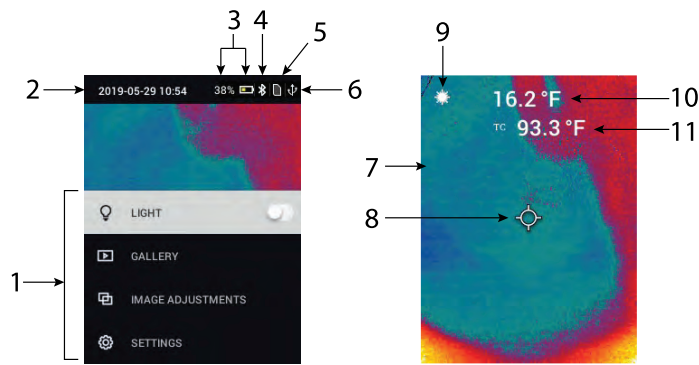 3 4 5 9
2 2019-05-29 10:54 38% 6
16.2 °F 10
TC 93.3 °F 11
7
1 LIGHT
8
GALLERY
IMAGE ADJUSTMENTS
SETTINGS